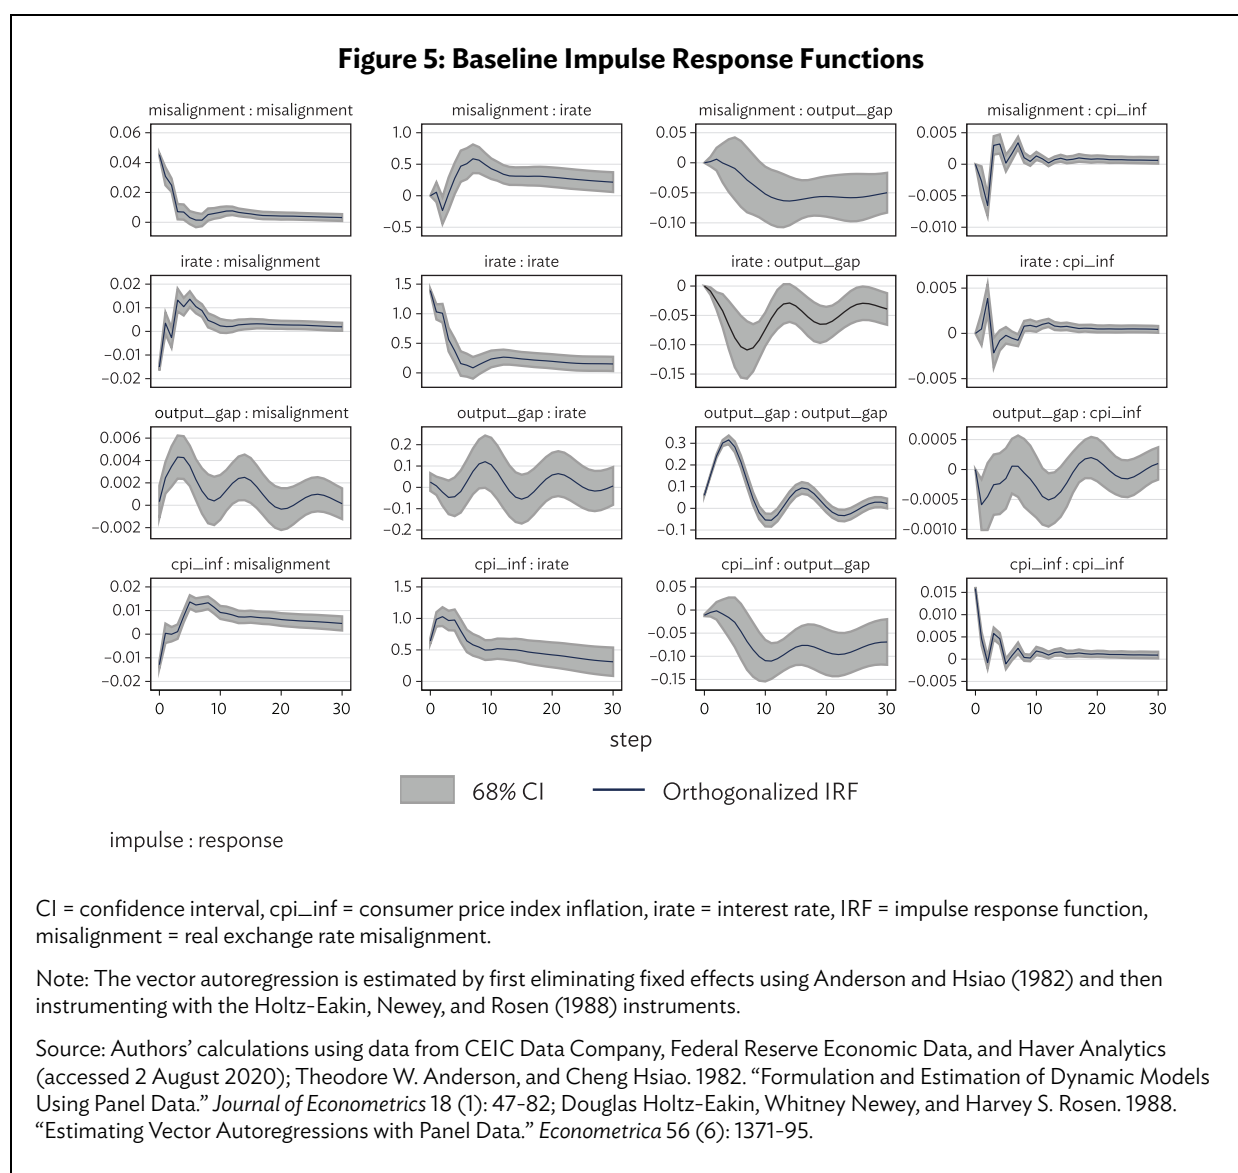 Figure 5: Baseline Impulse Response Functions
misalignment : misalignment
misalignment : irate
misalignment : output_gap
misalignment : cpi_inf
0.06
0.04
0.02
0
1.0
0.5
0
−0.5
0.05
0
−0.05
−0.10
0.005
0
−0.005
−0.010
irate : misalignment
irate : irate
irate : output_gap
irate : cpi_inf
0.02
0.01
0
−0.01
−0.02
1.5
1.0
0.5
0
0
−0.05
−0.10
−0.15
0.005
0
−0.005
output_gap : misalignment
output_gap : irate
output_gap : output_gap
output_gap : cpi_inf
0.006
0.004
0.002
0
−0.002
0.2
0.1
0
−0.1
−0.2
0.3
0.2
0.1
0
−0.1
0.0005
0
−0.0005
−0.0010
cpi_inf : misalignment
cpi_inf : irate
cpi_inf : output_gap
cpi_inf : cpi_inf
0.02
0.01
0
−0.01
−0.02
1.5
1.0
0.5
0
0.05
0
−0.05
−0.10
−0.15
0.015
0.010
0.005
0
−0.005
0 10 20 30
0 10 20 30
0 10 20 30
0 10 20 30
step
68% CI
Orthogonalized IRF
impulse : response
CI = confidence interval, cpi_inf = consumer price index inflation, irate = interest rate, IRF = impulse response function,
misalignment = real exchange rate misalignment.
Note: The vector autoregression is estimated by first eliminating fixed effects using Anderson and Hsiao (1982) and then
instrumenting with the Holtz-Eakin, Newey, and Rosen (1988) instruments.
Source: Authors’ calculations using data from CEIC Data Company, Federal Reserve Economic Data, and Haver Analytics
(accessed 2 August 2020); Theodore W. Anderson, and Cheng Hsiao. 1982. “Formulation and Estimation of Dynamic Models
Using Panel Data.” Journal of Econometrics 18 (1): 47–82; Douglas Holtz-Eakin, Whitney Newey, and Harvey S. Rosen. 1988.
“Estimating Vector Autoregressions with Panel Data.” Econometrica 56 (6): 1371–95.